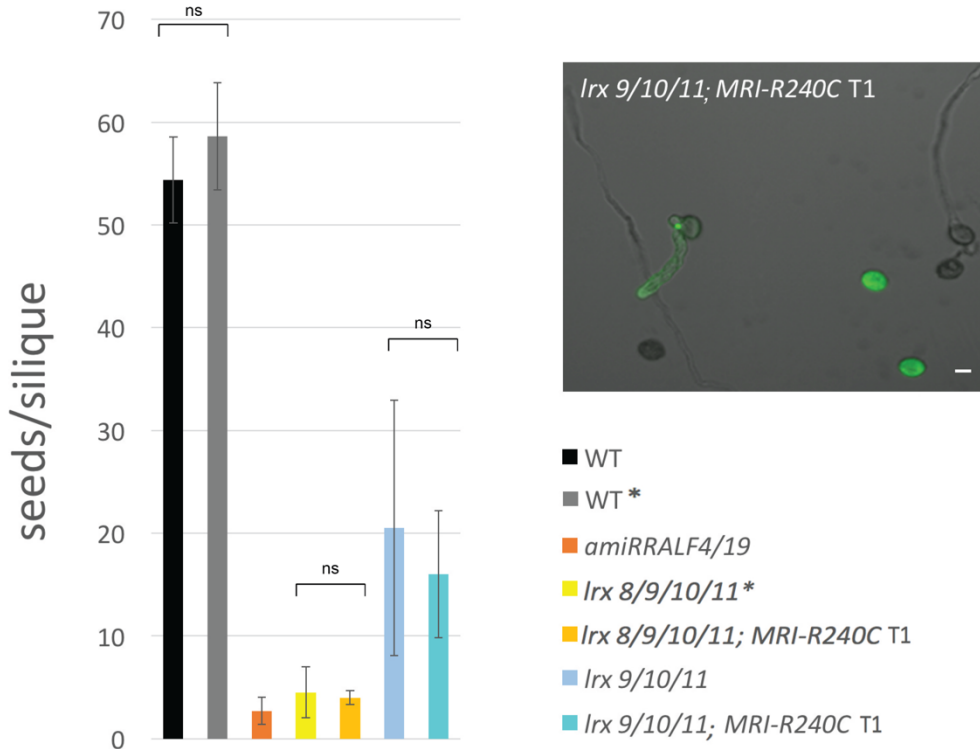 seeds/silique
70
60
50
40
30
20
10
0
ns
ns
ns
lrx 9/10/11; MRI-R240C T1
WT
WT *
amiRRALF4/19
lrx 8/9/10/11*
lrx 8/9/10/11; MRI-R240C T1
lrx 9/10/11
lrx 9/10/11; MRI-R240C T1